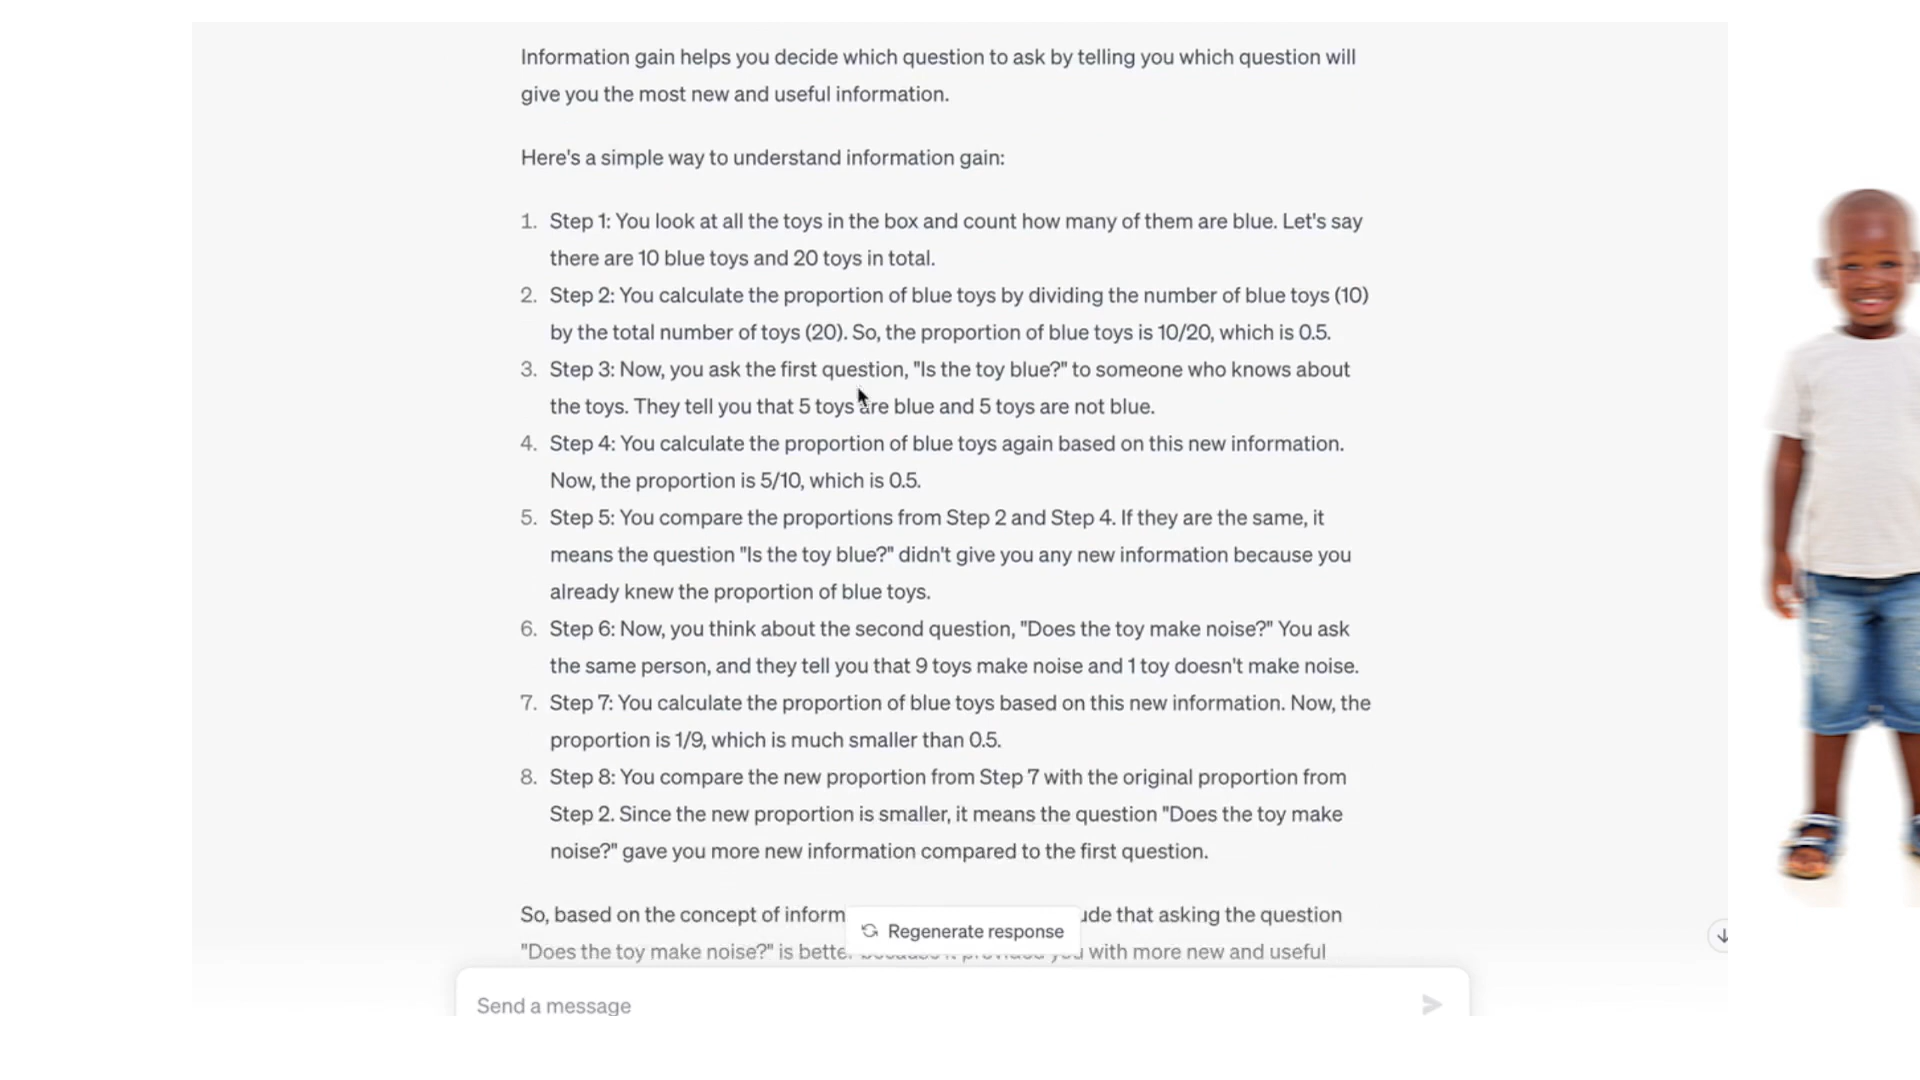 Information gain helps you decide which question to ask by telling you which question will
give you the most new and useful information.
Here's a simple way to understand information gain:
1. Step 1: You look at all the toys in the box and count how many of them are blue. Let's say
there are 10 blue toys and 20 toys in total.
2. Step 2: You calculate the proportion of blue toys by dividing the number of blue toys (10)
by the total number of toys (20). So, the proportion of blue toys is 10/20, which is 0.5.
3. Step 3: Now, you ask the first question, "Is the toy blue?" to someone who knows about
the toys. They tell you that 5 toys are blue and 5 toys are not blue.
4. Step 4: You calculate the proportion of blue toys again based on this new information.
Now, the proportion is 5/10, which is 0.5.
5. Step 5: You compare the proportions from Step 2 and Step 4. If they are the same, it
means the question "Is the toy blue?" didn't give you any new information because you
already knew the proportion of blue toys.
6. Step 6: Now, you think about the second question, "Does the toy make noise?" You ask
the same person, and they tell you that 9 toys make noise and 1 toy doesn't make noise.
7. Step 7: You calculate the proportion of blue toys based on this new information. Now, the
proportion is 1/9, which is much smaller than 0.5.
8. Step 8: You compare the new proportion from Step 7 with the original proportion from
Step 2. Since the new proportion is smaller, it means the question "Does the toy make
noise?" gave you more new information compared to the first question.
So, based on the concept of that asking the question
Regenerate response
"Does the toy make noise?" is with more new and useful
Send a message